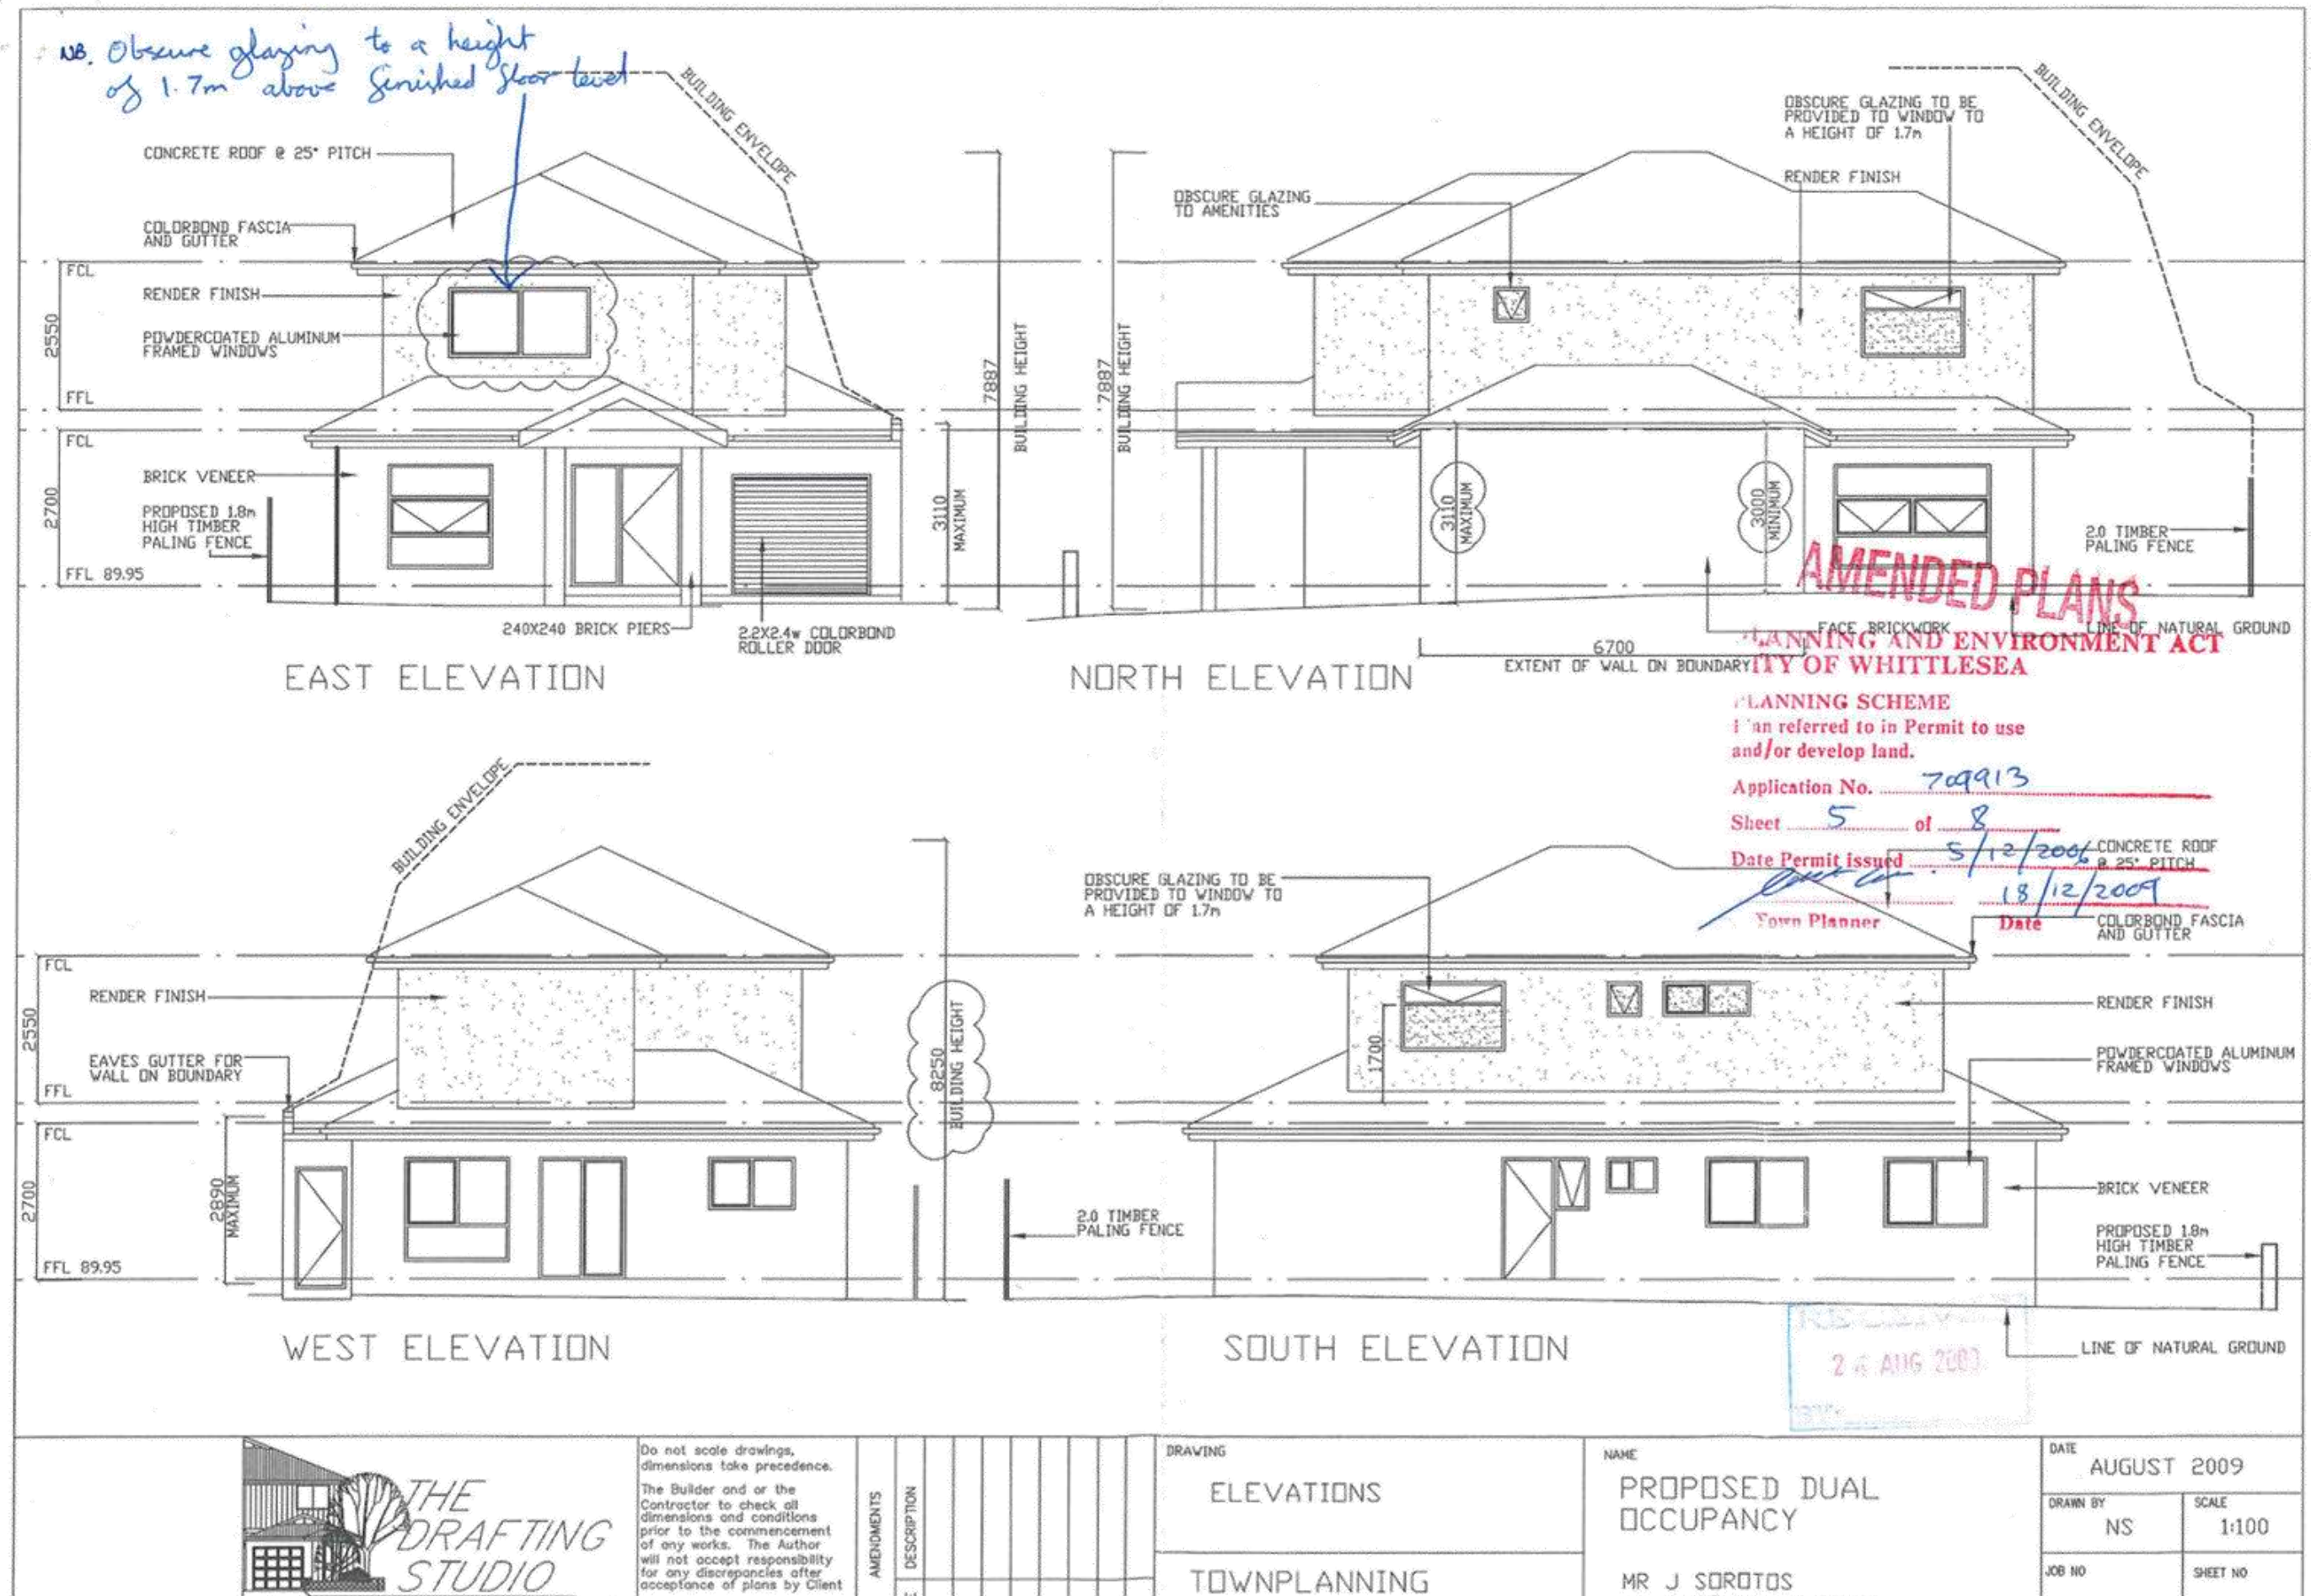 NB. Obscure glazing to a height
of 1.7m above finished floor level
BUILDING ENVELOPE
CONCRETE ROOF @ 25° PITCH
COLORBOND FASCIA
AND GUTTER
FCL
RENDER FINISH
2550
POWDERCOATED ALUMINUM
FRAMED WINDOWS
FFL
FCL
BRICK VENEER
2700
PROPOSED 1.8m
HIGH TIMBER
PALING FENCE
FFL 89.95
240X240 BRICK PIERS
2.2X2.4w COLORBOND
ROLLER DOOR
3110
MAXIMUM
7887
BUILDING HEIGHT
EAST ELEVATION
7887
BUILDING HEIGHT
OBSCURE GLAZING
TO AMENITIES
OBSCURE GLAZING TO BE
PROVIDED TO WINDOW TO
A HEIGHT OF 1.7m
RENDER FINISH
BUILDING ENVELOPE
3110
MAXIMUM
3000
MINIMUM
2.0 TIMBER
PALING FENCE
FACE BRICKWORK
LINE OF NATURAL GROUND
6700
EXTENT OF WALL ON BOUNDARY
NORTH ELEVATION
AMENDED PLANS
PLANNING AND ENVIRONMENT ACT
CITY OF WHITTLESEA
PLANNING SCHEME
Plan referred to in Permit to use
and/or develop land.
Application No. 709913
Sheet 5 of 8
Date Permit issued 5/12/2006
18/12/2009
Town Planner Date
BUILDING ENVELOPE
FCL
RENDER FINISH
2550
EAVES GUTTER FOR
WALL ON BOUNDARY
FFL
FCL
2700
2890
MAXIMUM
FFL 89.95
8250
BUILDING HEIGHT
WEST ELEVATION
OBSCURE GLAZING TO BE
PROVIDED TO WINDOW TO
A HEIGHT OF 1.7m
1700
CONCRETE ROOF
@ 25° PITCH
COLORBOND FASCIA
AND GUTTER
RENDER FINISH
POWDERCOATED ALUMINUM
FRAMED WINDOWS
BRICK VENEER
2.0 TIMBER
PALING FENCE
PROPOSED 1.8m
HIGH TIMBER
PALING FENCE
LINE OF NATURAL GROUND
SOUTH ELEVATION
AUG
THE
DRAFTING
STUDIO
Do not scale drawings,
dimensions take precedence.
The Builder and or the
Contractor to check all
dimensions and conditions
prior to the commencement
of any works. The Author
will not accept responsibility
for any discrepancies after
acceptance of plans by Client
AMENDMENTS
DESCRIPTION
DRAWING
ELEVATIONS
TOWNPLANNING
NAME
PROPOSED DUAL
OCCUPANCY
MR J SOROTOS
DATE
AUGUST 2009
DRAWN BY
NS
SCALE
1:100
JOB NO
SHEET NO